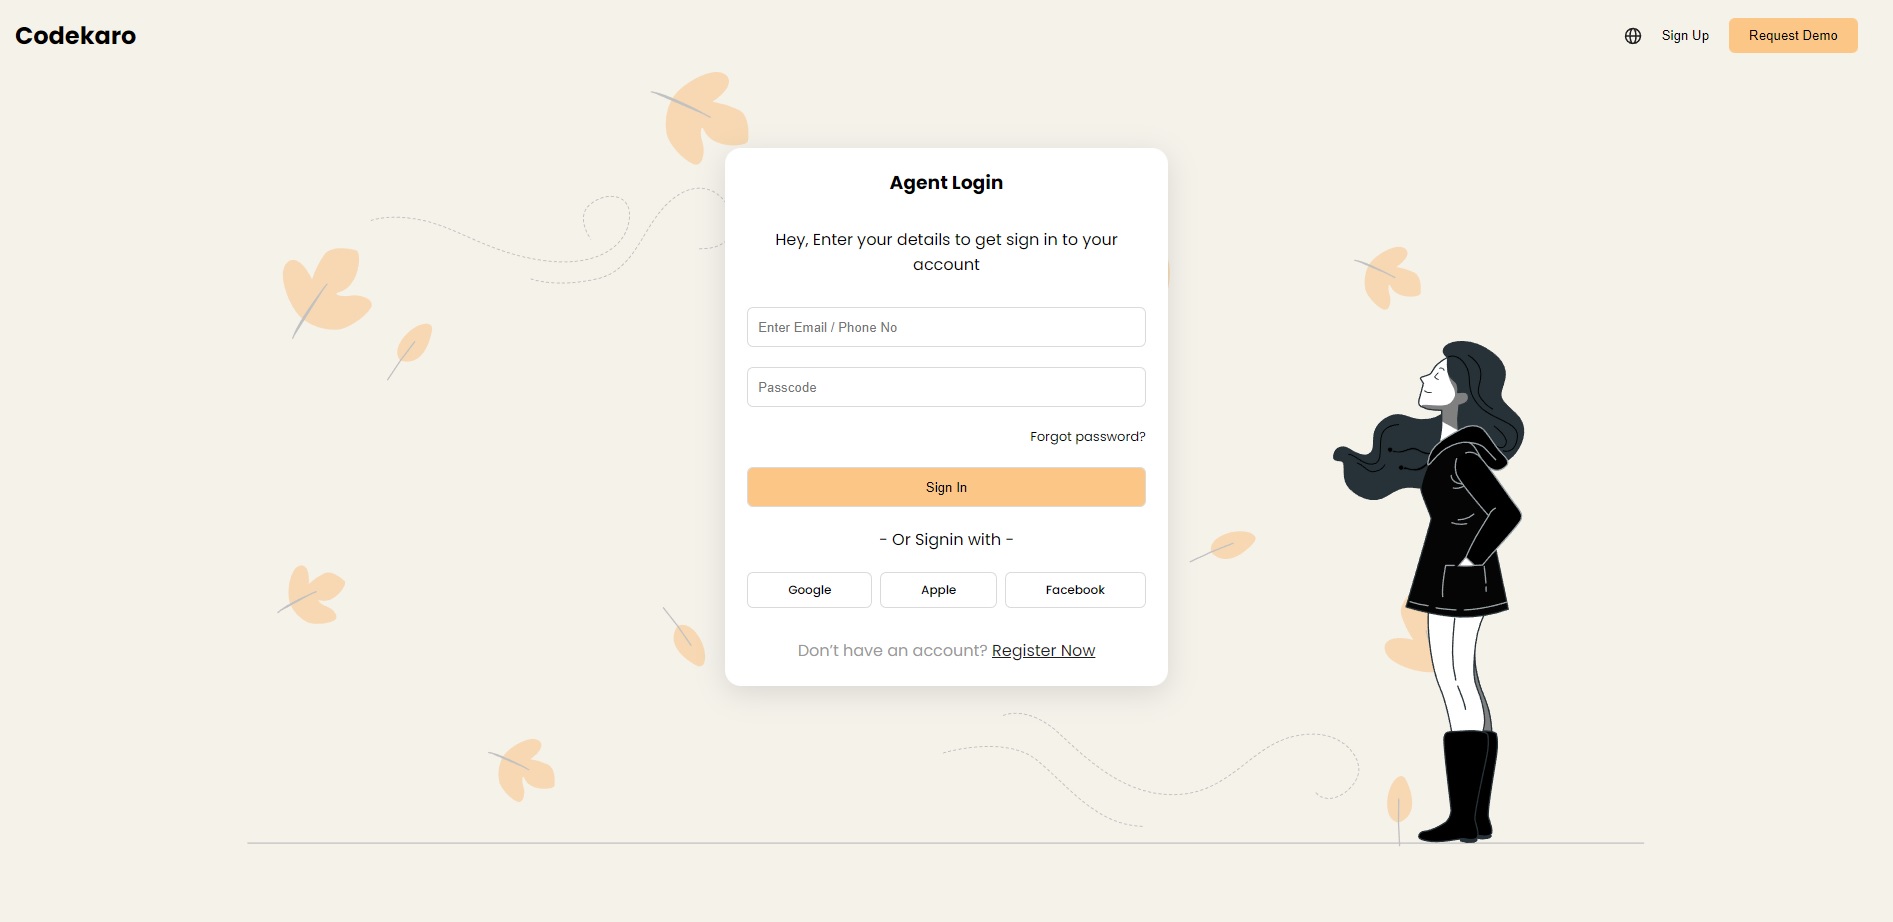 Codekaro
Sign Up
Request Demo
Agent Login
Hey, Enter your details to get sign in to your
account
Enter Email / Phone No
Passcode
Forgot password?
Sign In
- Or Signin with -
Google
Apple
Facebook
Don't have an account? Register Now